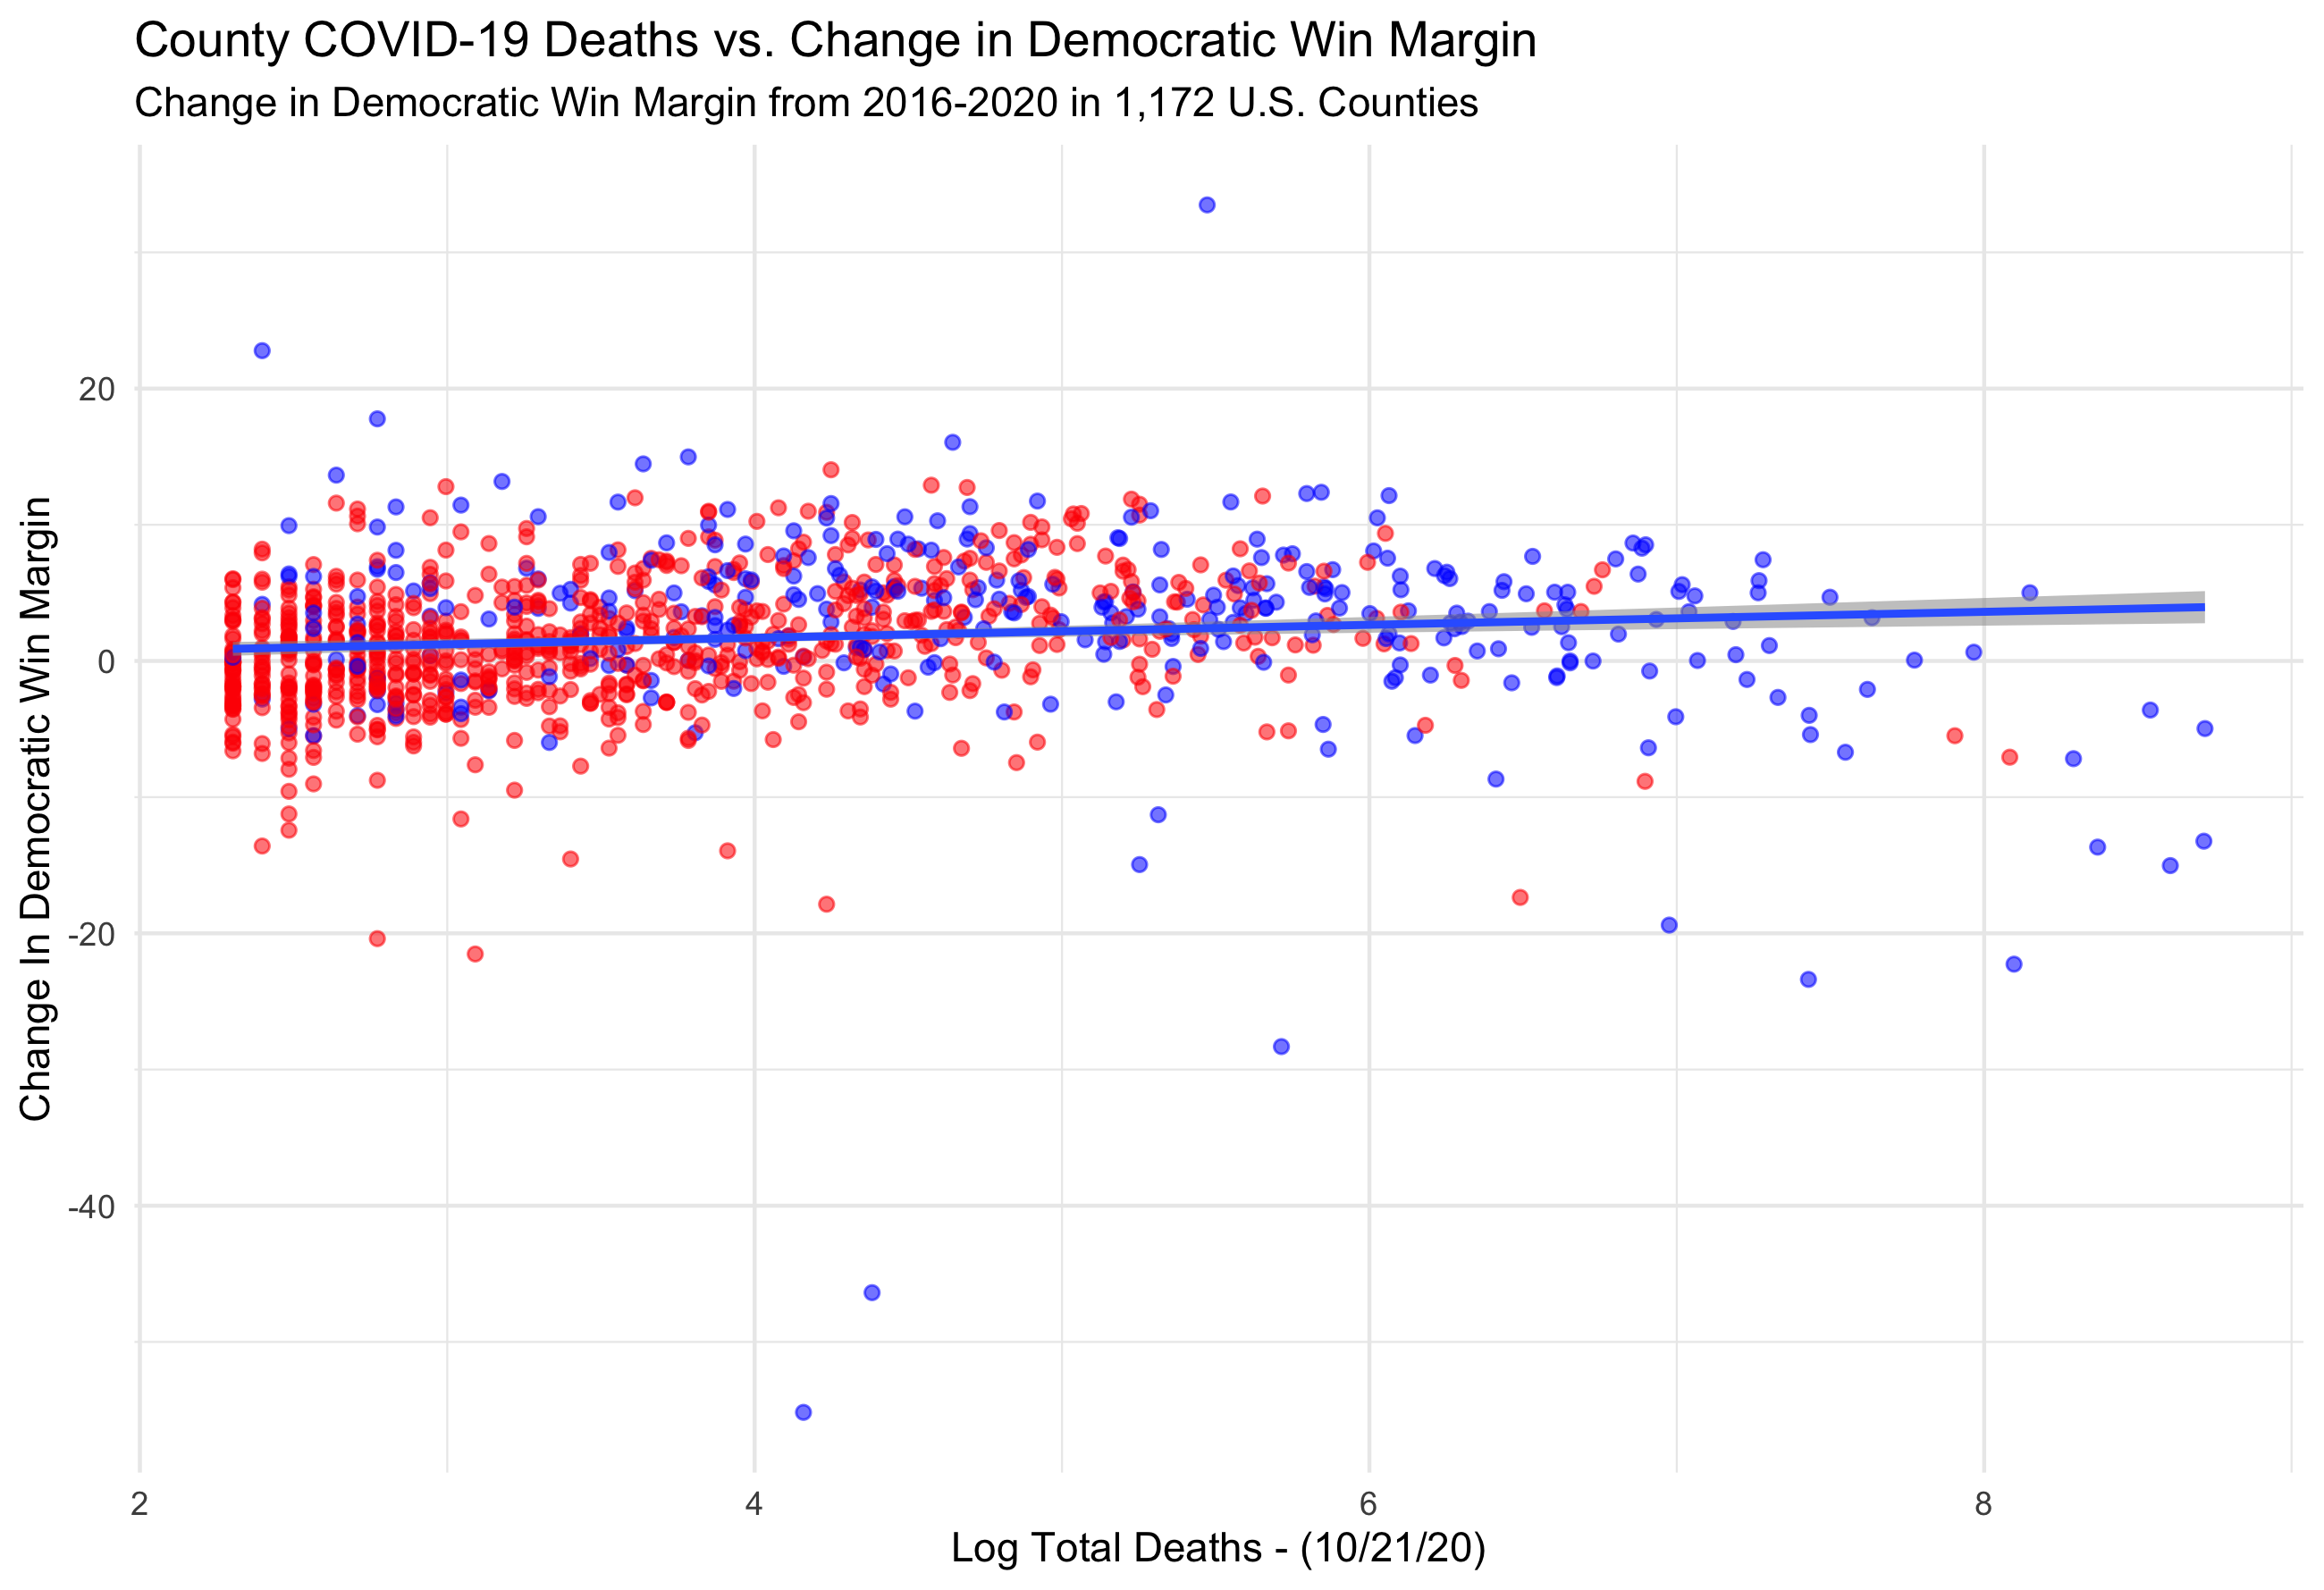 County COVID-19 Deaths vs. Change in Democratic Win Margin
Change in Democratic Win Margin from 2016-2020 in 1,172 U.S. Counties
Change In Democratic Win Margin
20
0
-20
-40
2
4
6
8
Log Total Deaths - (10/21/20)